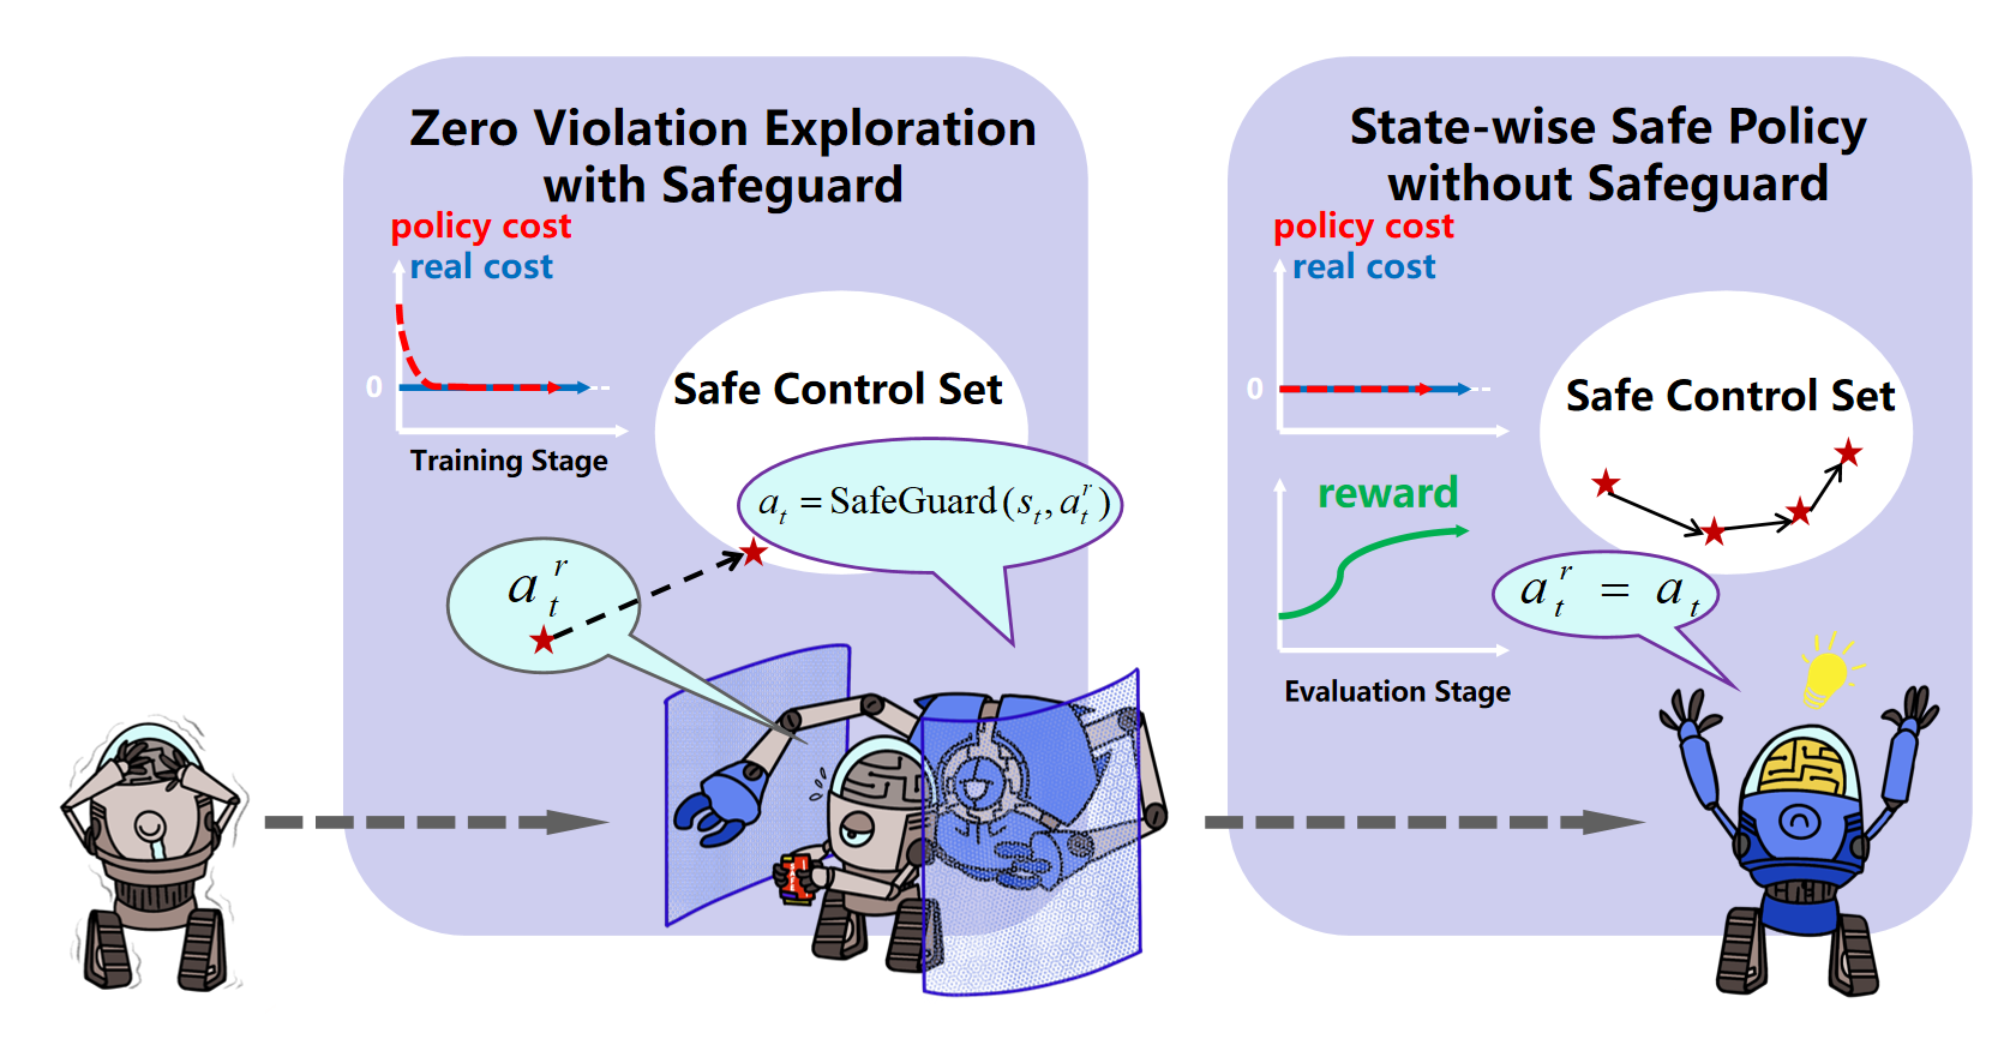 Zero Violation Exploration
with Safeguard
policy cost
real cost
0
Training Stage
Safe Control Set
a_t = SafeGuard(s_t, a_t^r)
a_t^r
SAFE
State-wise Safe Policy
without Safeguard
policy cost
real cost
0
Safe Control Set
reward
a_t^r = a_t
Evaluation Stage